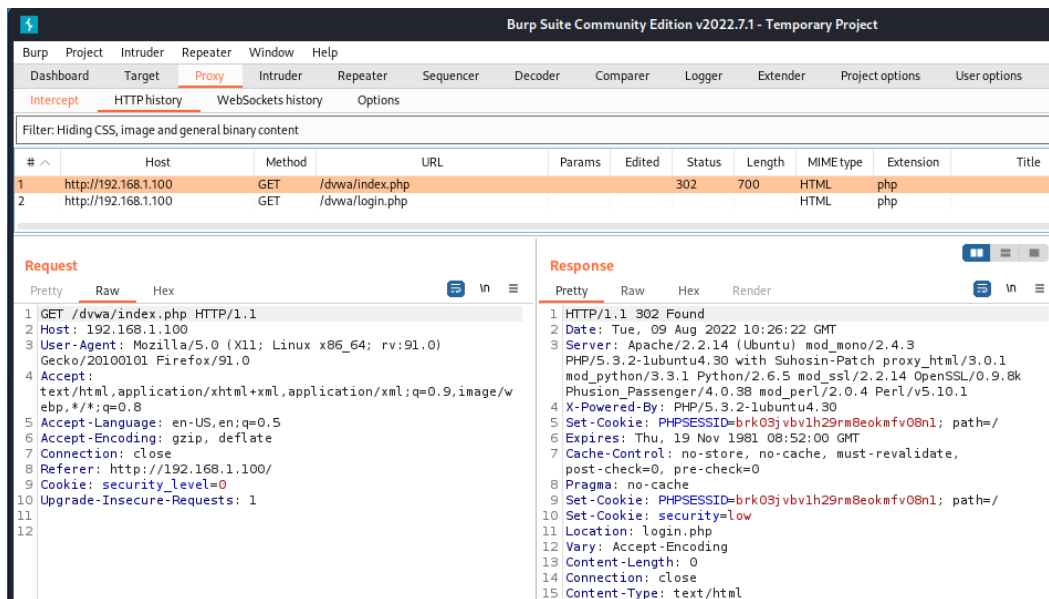 Burp Suite Community Edition v2022.7.1 - Temporary Project
Burp Project Intruder Repeater Window Help
Dashboard Target Proxy Intruder Repeater Sequencer Decoder Comparer Logger Extender Project options User options
Intercept HTTP history WebSockets history Options
Filter: Hiding CSS, image and general binary content
# Host Method URL Params Edited Status Length MIME type Extension Title
1 http://192.168.1.100 GET /dvwa/index.php 302 700 HTML php
2 http://192.168.1.100 GET /dvwa/login.php HTML php
Request
Pretty Raw Hex \n
1 GET /dvwa/index.php HTTP/1.1
2 Host: 192.168.1.100
3 User-Agent: Mozilla/5.0 (X11; Linux x86_64; rv:91.0)
Gecko/20100101 Firefox/91.0
4 Accept:
text/html,application/xhtml+xml,application/xml;q=0.9,image/w
ebp,*/*;q=0.8
5 Accept-Language: en-US,en;q=0.5
6 Accept-Encoding: gzip, deflate
7 Connection: close
8 Referer: http://192.168.1.100/
9 Cookie: security_level=0
10 Upgrade-Insecure-Requests: 1
11
12
Response
Pretty Raw Hex Render \n
1 HTTP/1.1 302 Found
2 Date: Tue, 09 Aug 2022 10:26:22 GMT
3 Server: Apache/2.2.14 (Ubuntu) mod_mono/2.4.3
PHP/5.3.2-1ubuntu4.30 with Suhosin-Patch proxy_html/3.0.1
mod_python/3.3.1 Python/2.6.5 mod_ssl/2.2.14 OpenSSL/0.9.8k
Phusion_Passenger/4.0.38 mod_perl/2.0.4 Perl/v5.10.1
4 X-Powered-By: PHP/5.3.2-1ubuntu4.30
5 Set-Cookie: PHPSESSID=brk03jvbv1h29rm8eokmfv08n1; path=/
6 Expires: Thu, 19 Nov 1981 08:52:00 GMT
7 Cache-Control: no-store, no-cache, must-revalidate,
post-check=0, pre-check=0
8 Pragma: no-cache
9 Set-Cookie: PHPSESSID=brk03jvbv1h29rm8eokmfv08n1; path=/
10 Set-Cookie: security=low
11 Location: login.php
12 Vary: Accept-Encoding
13 Content-Length: 0
14 Connection: close
15 Content-Type: text/html